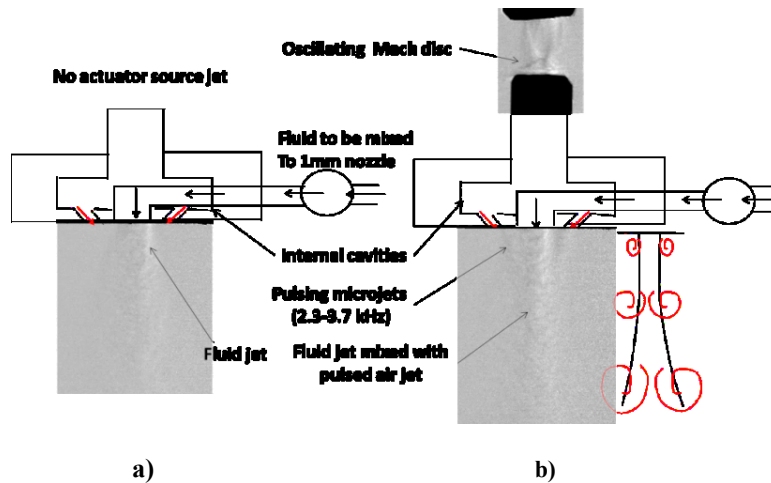 Oscillating Mach disc
No actuator source jet
Fluid to be mixed
To 1mm nozzle
Internal cavities
Pulsing microjets
(2.3-3.7 kHz)
Fluid jet
Fluid jet mixed with
pulsed air jet
a)
b)